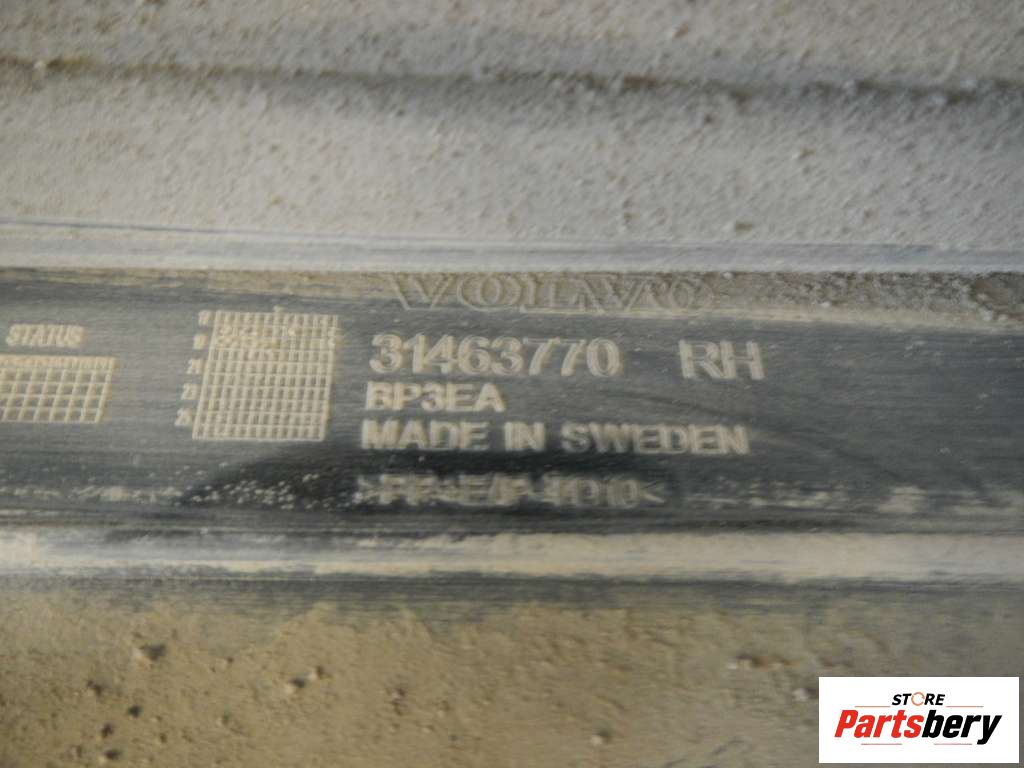 VOLVO
STATUS
31463770 RH
BP3EA
MADE IN SWEDEN
STORE
Partsbery